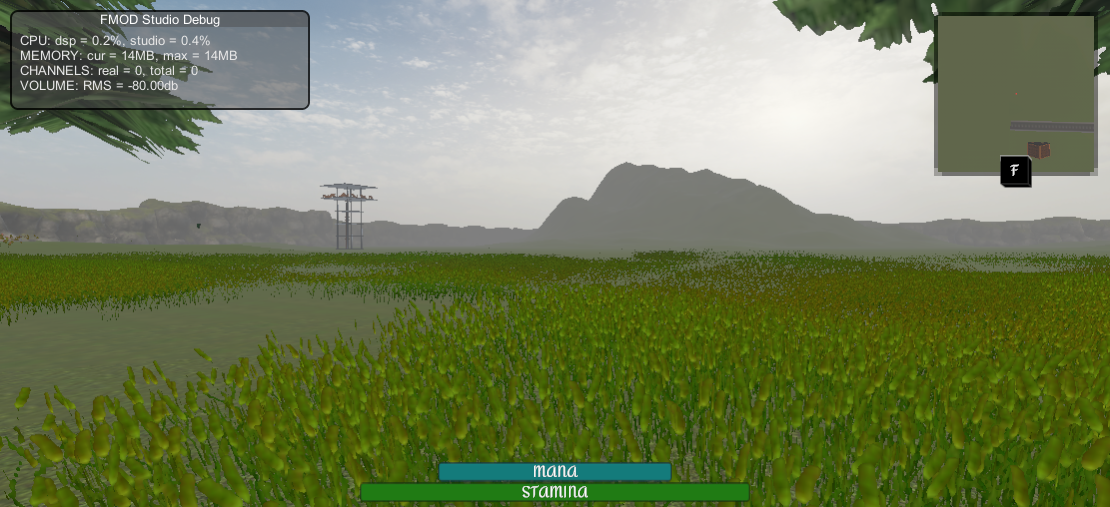 FMOD Studio Debug
CPU: dsp = 0.2%, studio = 0.4%
MEMORY: cur = 14MB, max = 14MB
CHANNELS: real = 0, total = 0
VOLUME: RMS = -80.00db
F
MANA
STAMINA